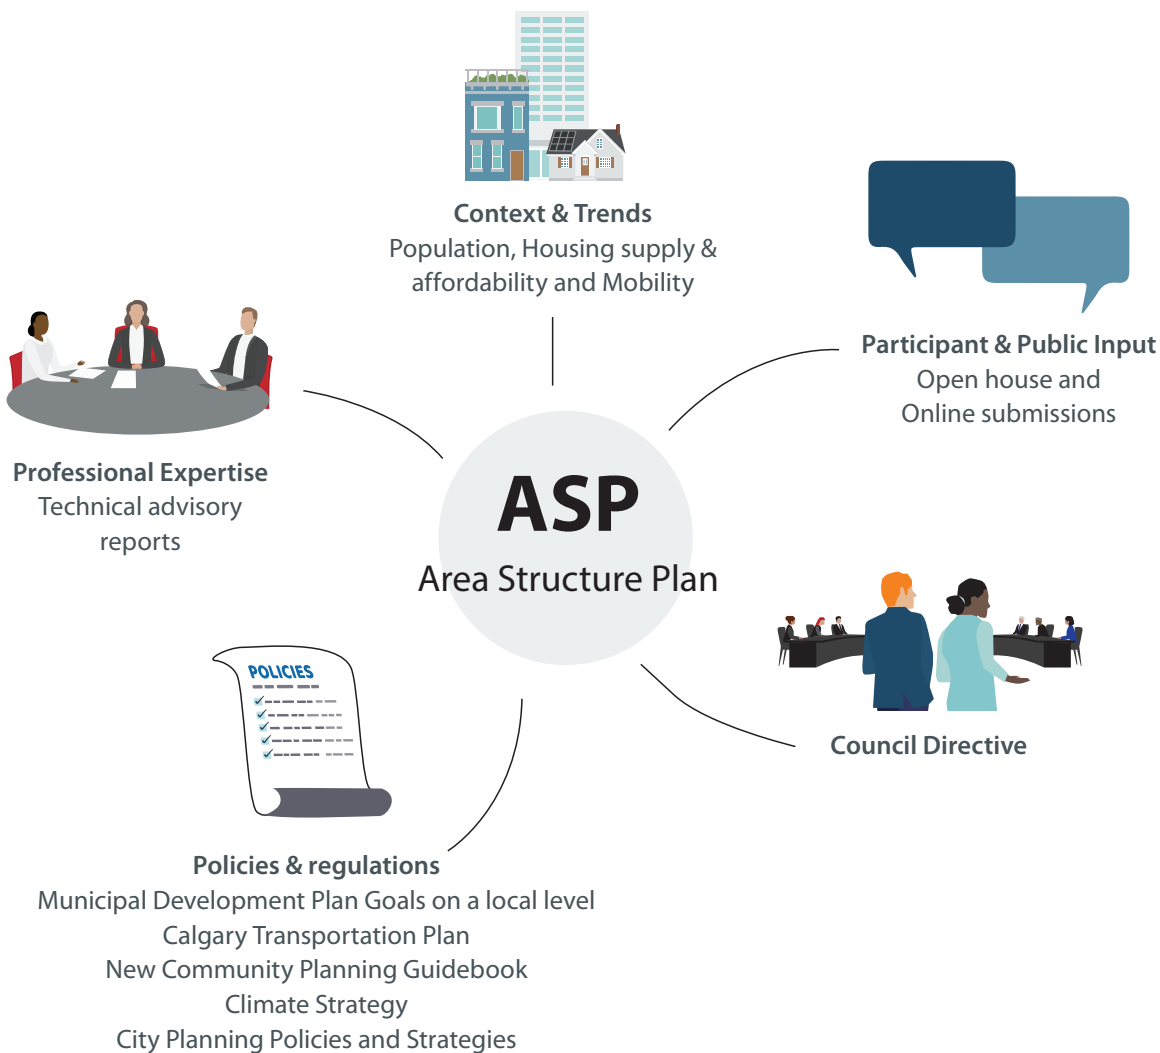 Context & Trends
Population, Housing supply &
affordability and Mobility
Participant & Public Input
Open house and
Online submissions
Professional Expertise
Technical advisory
reports
ASP
Area Structure Plan
Council Directive
POLICIES
Policies & regulations
Municipal Development Plan Goals on a local level
Calgary Transportation Plan
New Community Planning Guidebook
Climate Strategy
City Planning Policies and Strategies